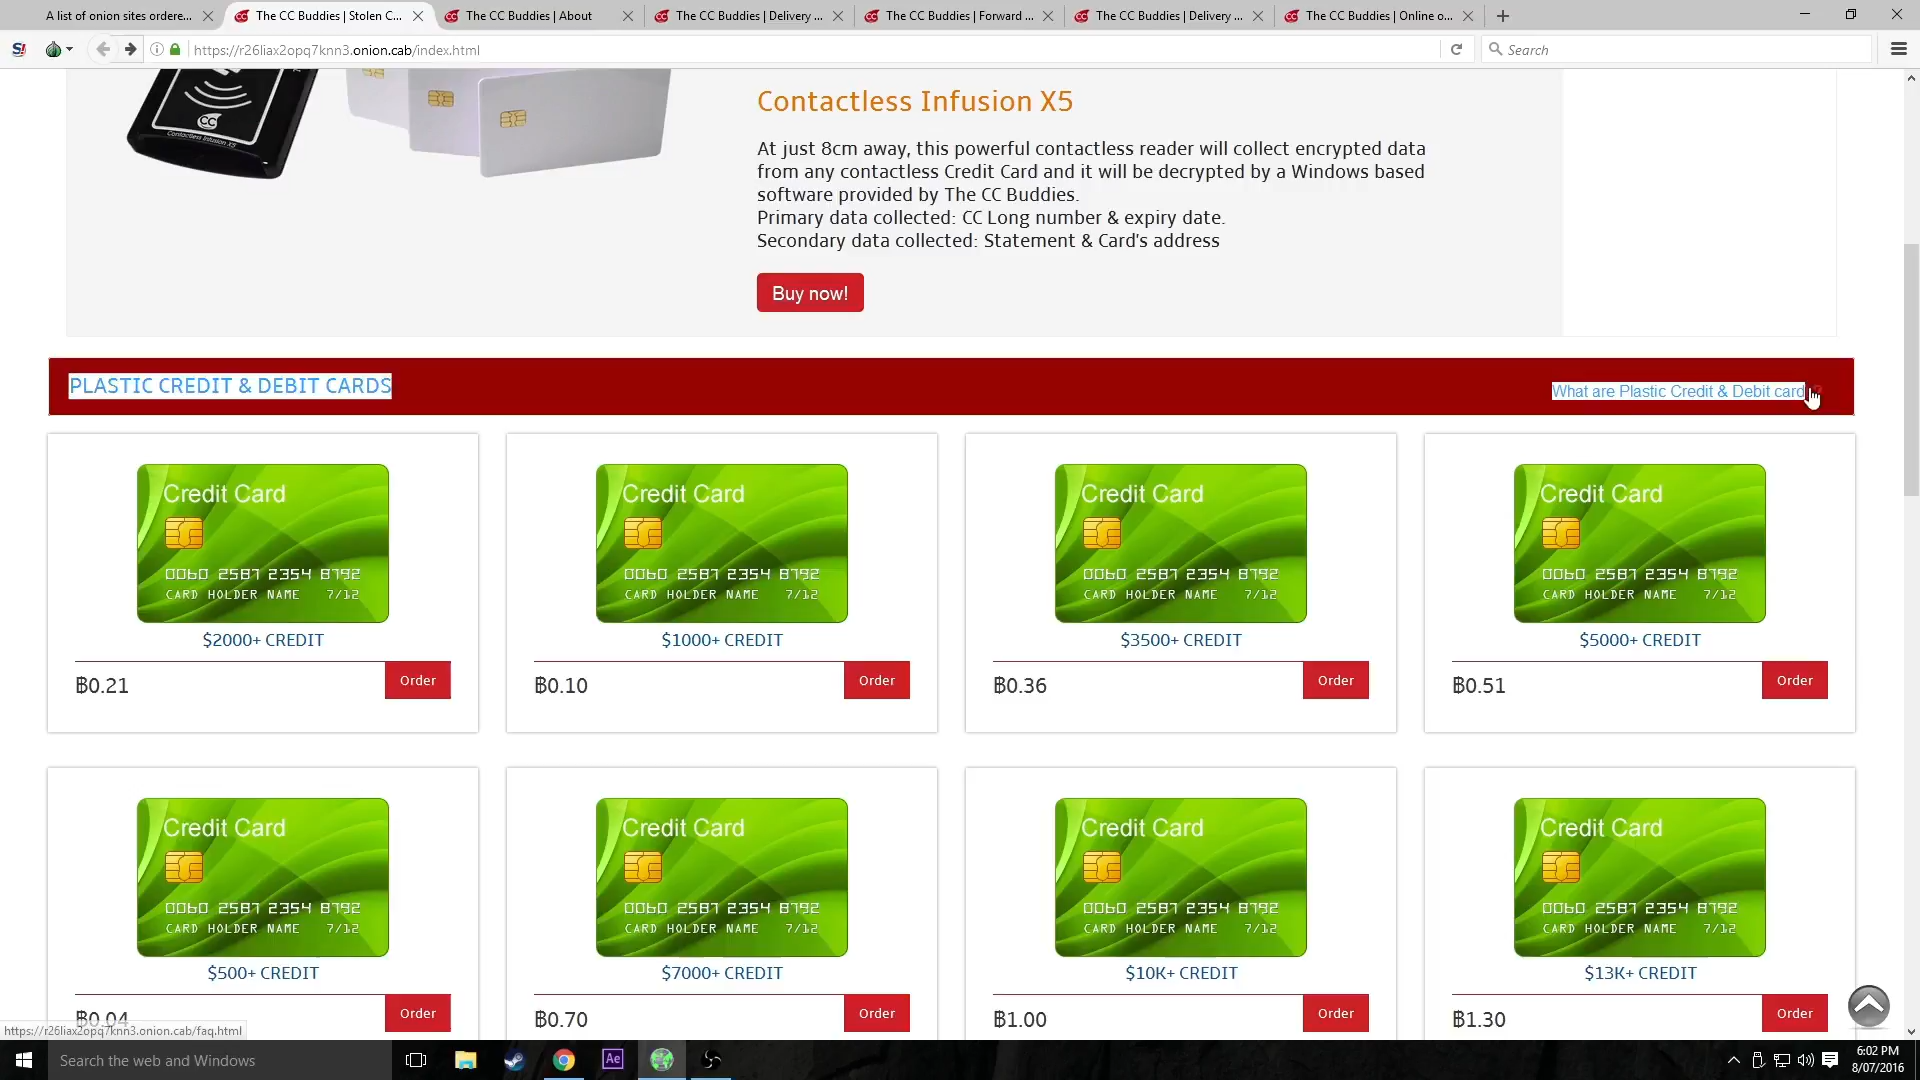 A list of onion sites ordere...
The CC Buddies | Stolen C...
The CC Buddies | About
The CC Buddies | Delivery ...
The CC Buddies | Forward ...
The CC Buddies | Delivery ...
The CC Buddies | Online o...
https://r26liax2opq7knn3.onion.cab/index.html
Search
Contactless Infusion X5
At just 8cm away, this powerful contactless reader will collect encrypted data
from any contactless Credit Card and it will be decrypted by a Windows based
software provided by The CC Buddies.
Primary data collected: CC Long number & expiry date.
Secondary data collected: Statement & Card's address
Buy now!
CC
Contactless Infusion X5
PLASTIC CREDIT & DEBIT CARDS
What are Plastic Credit & Debit card
Credit Card
0060 2587 2354 8792
CARD HOLDER NAME 7/12
$2000+ CREDIT
฿0.21
Order
Credit Card
0060 2587 2354 8792
CARD HOLDER NAME 7/12
$1000+ CREDIT
฿0.10
Order
Credit Card
0060 2587 2354 8792
CARD HOLDER NAME 7/12
$3500+ CREDIT
฿0.36
Order
Credit Card
0060 2587 2354 8792
CARD HOLDER NAME 7/12
$5000+ CREDIT
฿0.51
Order
Credit Card
0060 2587 2354 8792
CARD HOLDER NAME 7/12
$500+ CREDIT
฿0.04
Order
Credit Card
0060 2587 2354 8792
CARD HOLDER NAME 7/12
$7000+ CREDIT
฿0.70
Order
Credit Card
0060 2587 2354 8792
CARD HOLDER NAME 7/12
$10K+ CREDIT
฿1.00
Order
Credit Card
0060 2587 2354 8792
CARD HOLDER NAME 7/12
$13K+ CREDIT
฿1.30
Order
https://r26liax2opq7knn3.onion.cab/faq.html
Search the web and Windows
Ae
6:02 PM
8/07/2016